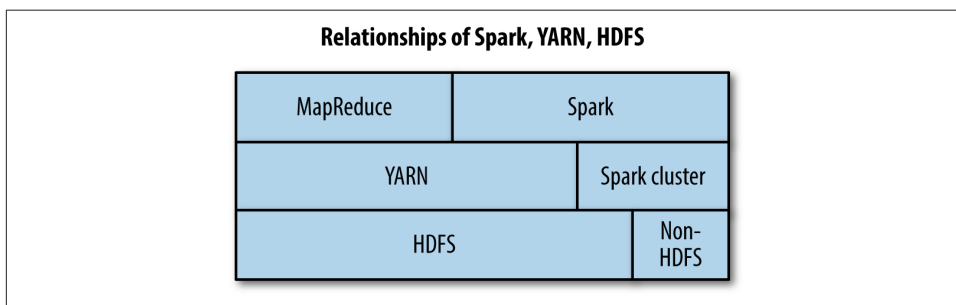 Relationships of Spark, YARN, HDFS
MapReduce
Spark
YARN
Spark cluster
HDFS
Non-
HDFS